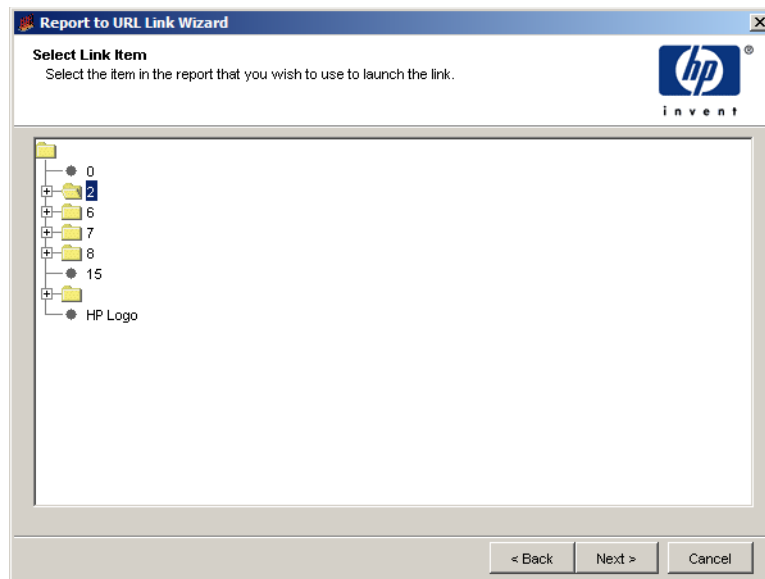 Report to URL Link Wizard
Select Link Item
Select the item in the report that you wish to use to launch the link.
hp
®
invent
0
2
6
7
8
15
HP Logo
< Back Next > Cancel